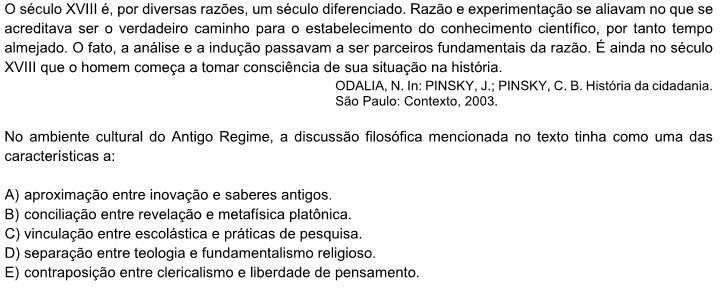 O século XVIII é, por diversas razões, um século diferenciado. Razão e experimentação se aliavam no que se
acreditava ser o verdadeiro caminho para o estabelecimento do conhecimento científico, por tanto tempo
almejado. O fato, a análise e a indução passavam a ser parceiros fundamentais da razão. É ainda no século
XVIII que o homem começa a tomar consciência de sua situação na história.
ODALIA, N. In: PINSKY, J.; PINSKY, C. B. História da cidadania.
São Paulo: Contexto, 2003.
No ambiente cultural do Antigo Regime, a discussão filosófica mencionada no texto tinha como uma das
características a:
A) aproximação entre inovação e saberes antigos.
B) conciliação entre revelação e metafísica platônica.
C) vinculação entre escolástica e práticas de pesquisa.
D) separação entre teologia e fundamentalismo religioso.
E) contraposição entre clericalismo e liberdade de pensamento.